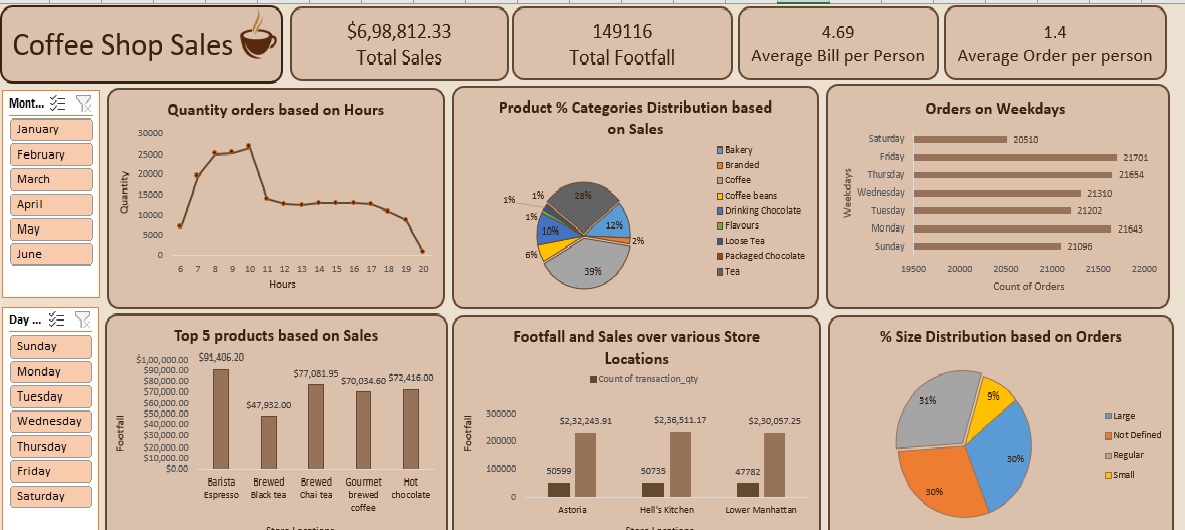 Coffee Shop Sales
$6,98,812.33
Total Sales
149116
Total Footfall
4.69
Average Bill per Person
1.4
Average Order per person
Mont...
January
February
March
April
May
June
Day ...
Sunday
Monday
Tuesday
Wednesday
Thursday
Friday
Saturday
Quantity orders based on Hours
Quantity
30000
25000
20000
15000
10000
5000
0
6 7 8 9 10 11 12 13 14 15 16 17 18 19 20
Hours
Product % Categories Distribution based
on Sales
28%
12%
2%
39%
6%
10%
1%
1%
1%
Bakery
Branded
Coffee
Coffee beans
Drinking Chocolate
Flavours
Loose Tea
Packaged Chocolate
Tea
Orders on Weekdays
Weekdays
Saturday 20510
Friday 21701
Thursday 21654
Wednesday 21310
Tuesday 21202
Monday 21643
Sunday 21096
19500 20000 20500 21000 21500 22000
Count of Orders
Top 5 products based on Sales
Footfall
$1,00,000.00
$90,000.00
$80,000.00
$70,000.00
$60,000.00
$50,000.00
$40,000.00
$30,000.00
$20,000.00
$10,000.00
$0.00
$91,406.20
$47,932.00
$77,081.95
$70,034.60
$72,416.00
Barista
Espresso
Brewed
Black tea
Brewed
Chai tea
Gourmet
brewed
coffee
Hot
chocolate
Store Locations
Footfall and Sales over various Store
Locations
Count of transaction_qty
Footfall
300000
200000
100000
0
50599 $2,32,243.91
50735 $2,36,511.17
47782 $2,30,057.25
Astoria
Hell's Kitchen
Lower Manhattan
Store Locations
% Size Distribution based on Orders
31%
9%
30%
30%
Large
Not Defined
Regular
Small